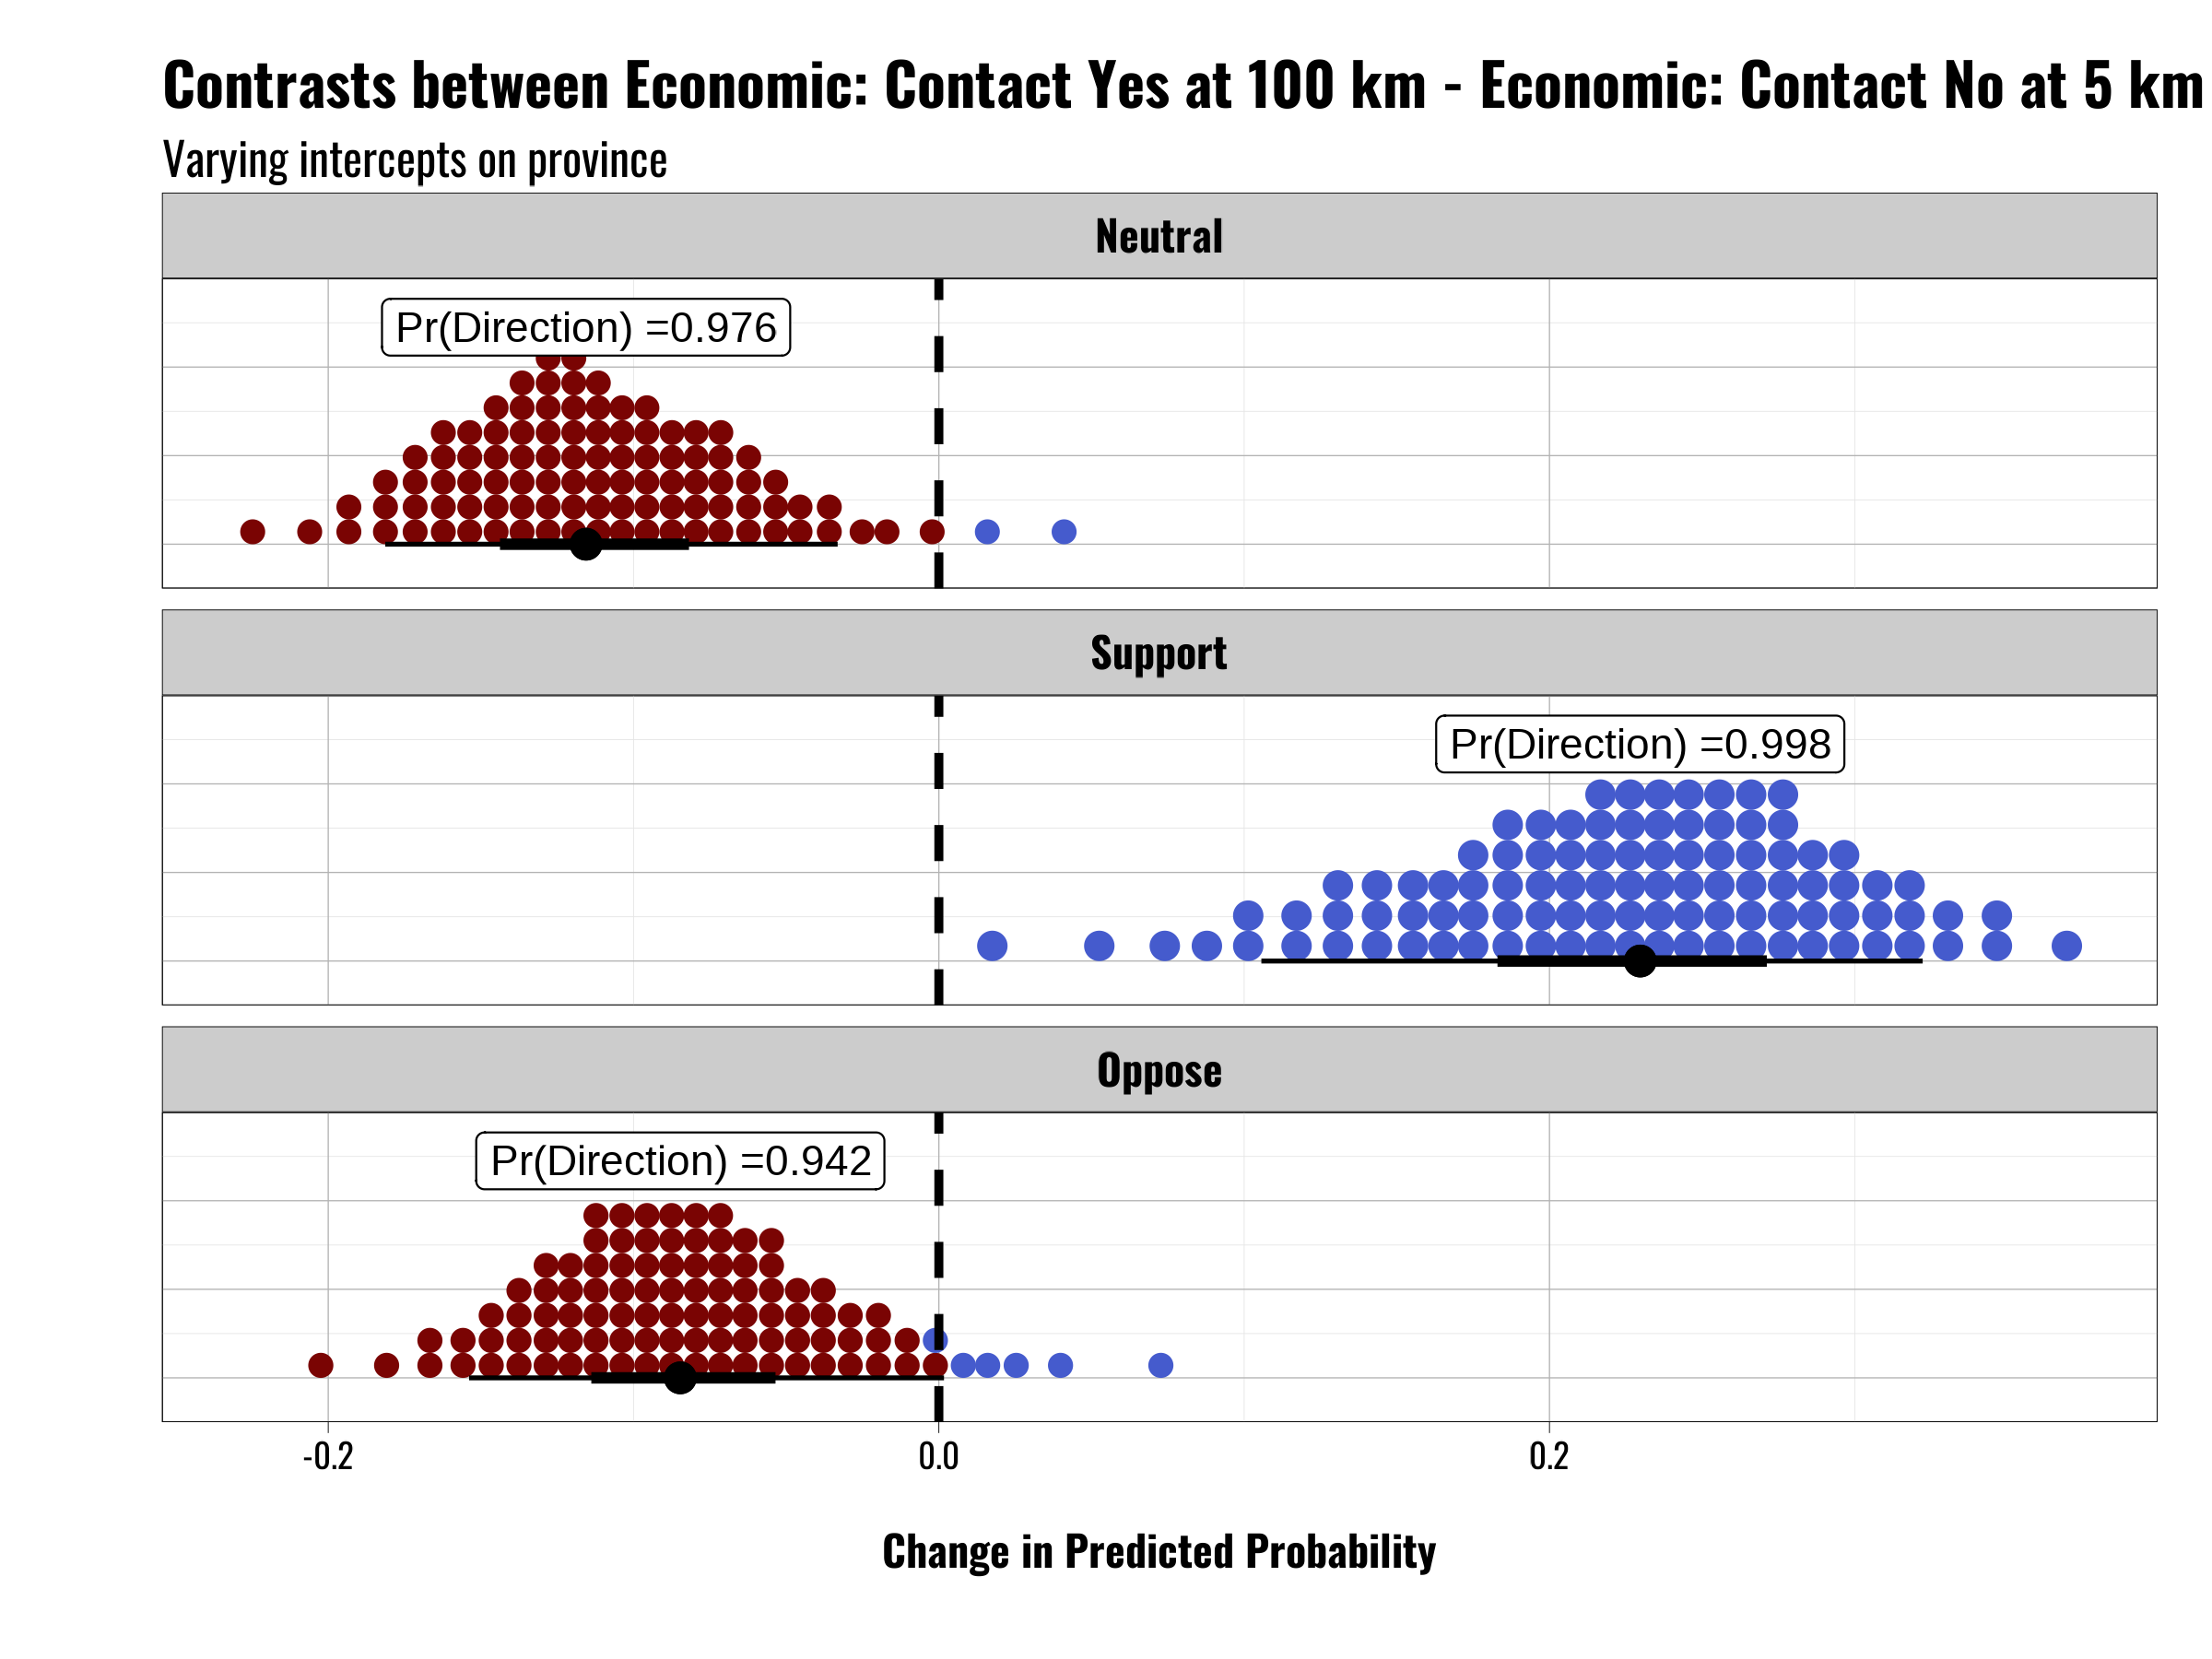 Contrasts between Economic: Contact Yes at 100 km - Economic: Contact No at 5 km
Varying intercepts on province
Neutral
Pr(Direction) =0.976
Support
Pr(Direction) =0.998
Oppose
Pr(Direction) =0.942
-0.2 0.0 0.2
Change in Predicted Probability